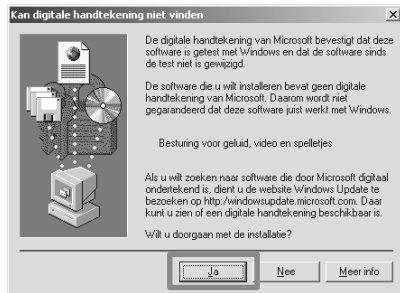 Kan digitale handtekening niet vinden
De digitale handtekening van Microsoft bevestigt dat deze
software is getest met Windows en dat de software sinds
de test niet is gewijzigd.
De software die u wilt installeren bevat geen digitale
handtekening van Microsoft. Daarom wordt niet
gegarandeerd dat deze software juist werkt met Windows.
Besturing voor geluid, video en spelletjes
Als u wilt zoeken naar software die door Microsoft digitaal
ondertekend is, dient u de website Windows Update te
bezoeken op http:/windowsupdate.microsoft.com. Daar
kunt u zien of een digitale handtekening beschikbaar is.
Wilt u doorgaan met de installatie?
Ja Nee Meer info